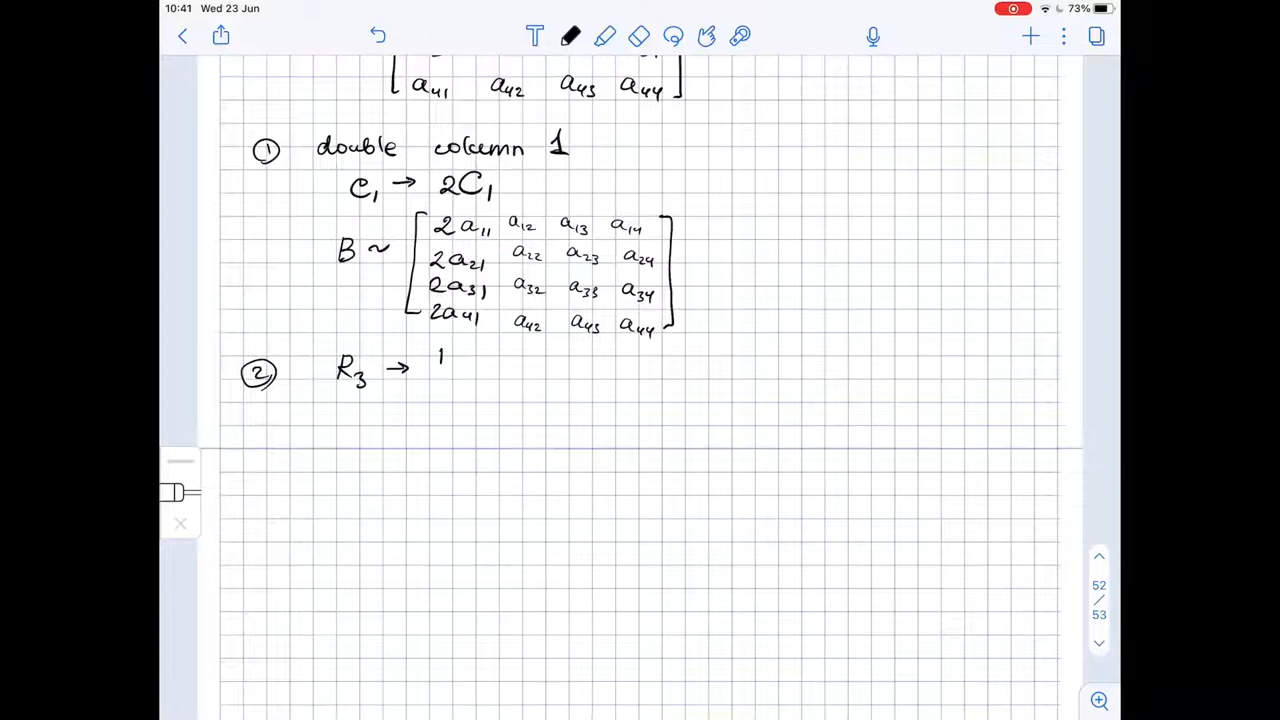 10:41 Wed 23 Jun 73%
a₄₁ a₄₂ a₄₃ a₄₄
① double column 1
C₁ → 2C₁
2a₁₁ a₁₂ a₁₃ a₁₄
B ~
2a₂₁ a₂₂ a₂₃ a₂₄
2a₃₁ a₃₂ a₃₃ a₃₄
2a₄₁ a₄₂ a₄₃ a₄₄
② R₃ → 1
52
/
53